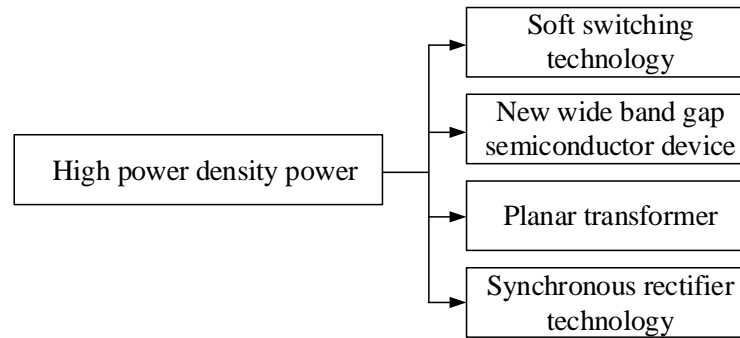 Soft switching
technology
New wide band gap
semiconductor device
High power density power
Planar transformer
Synchronous rectifier
technology